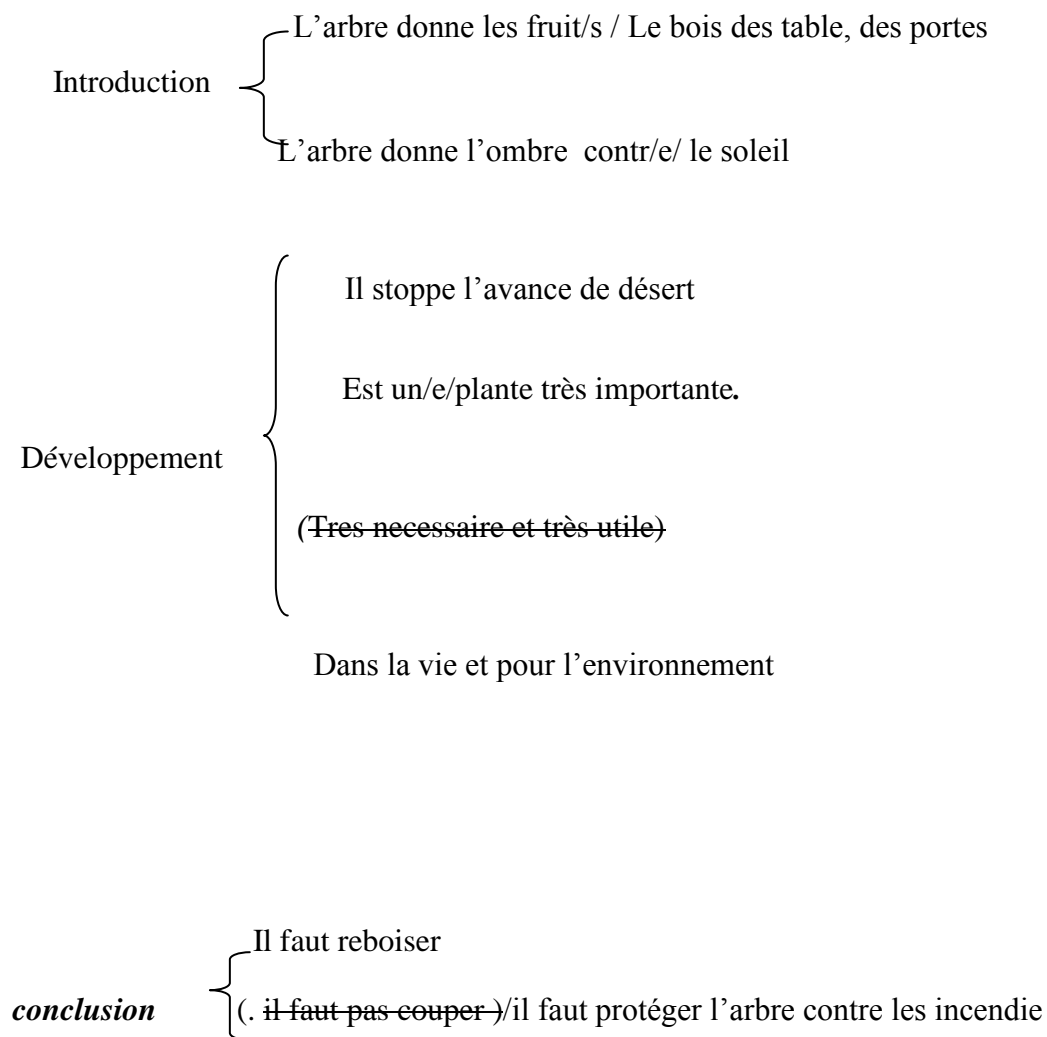 L’arbre donne les fruit/s / Le bois des table, des portes
Introduction
L’arbre donne l’ombre  contr/e/ le soleil
Il stoppe l’avance de désert
Est un/e/plante très importante.
Développement
(Tres necessaire et très utile)
Dans la vie et pour l’environnement
Il faut reboiser
conclusion (. il faut pas couper )/il faut protéger l’arbre contre les incendie